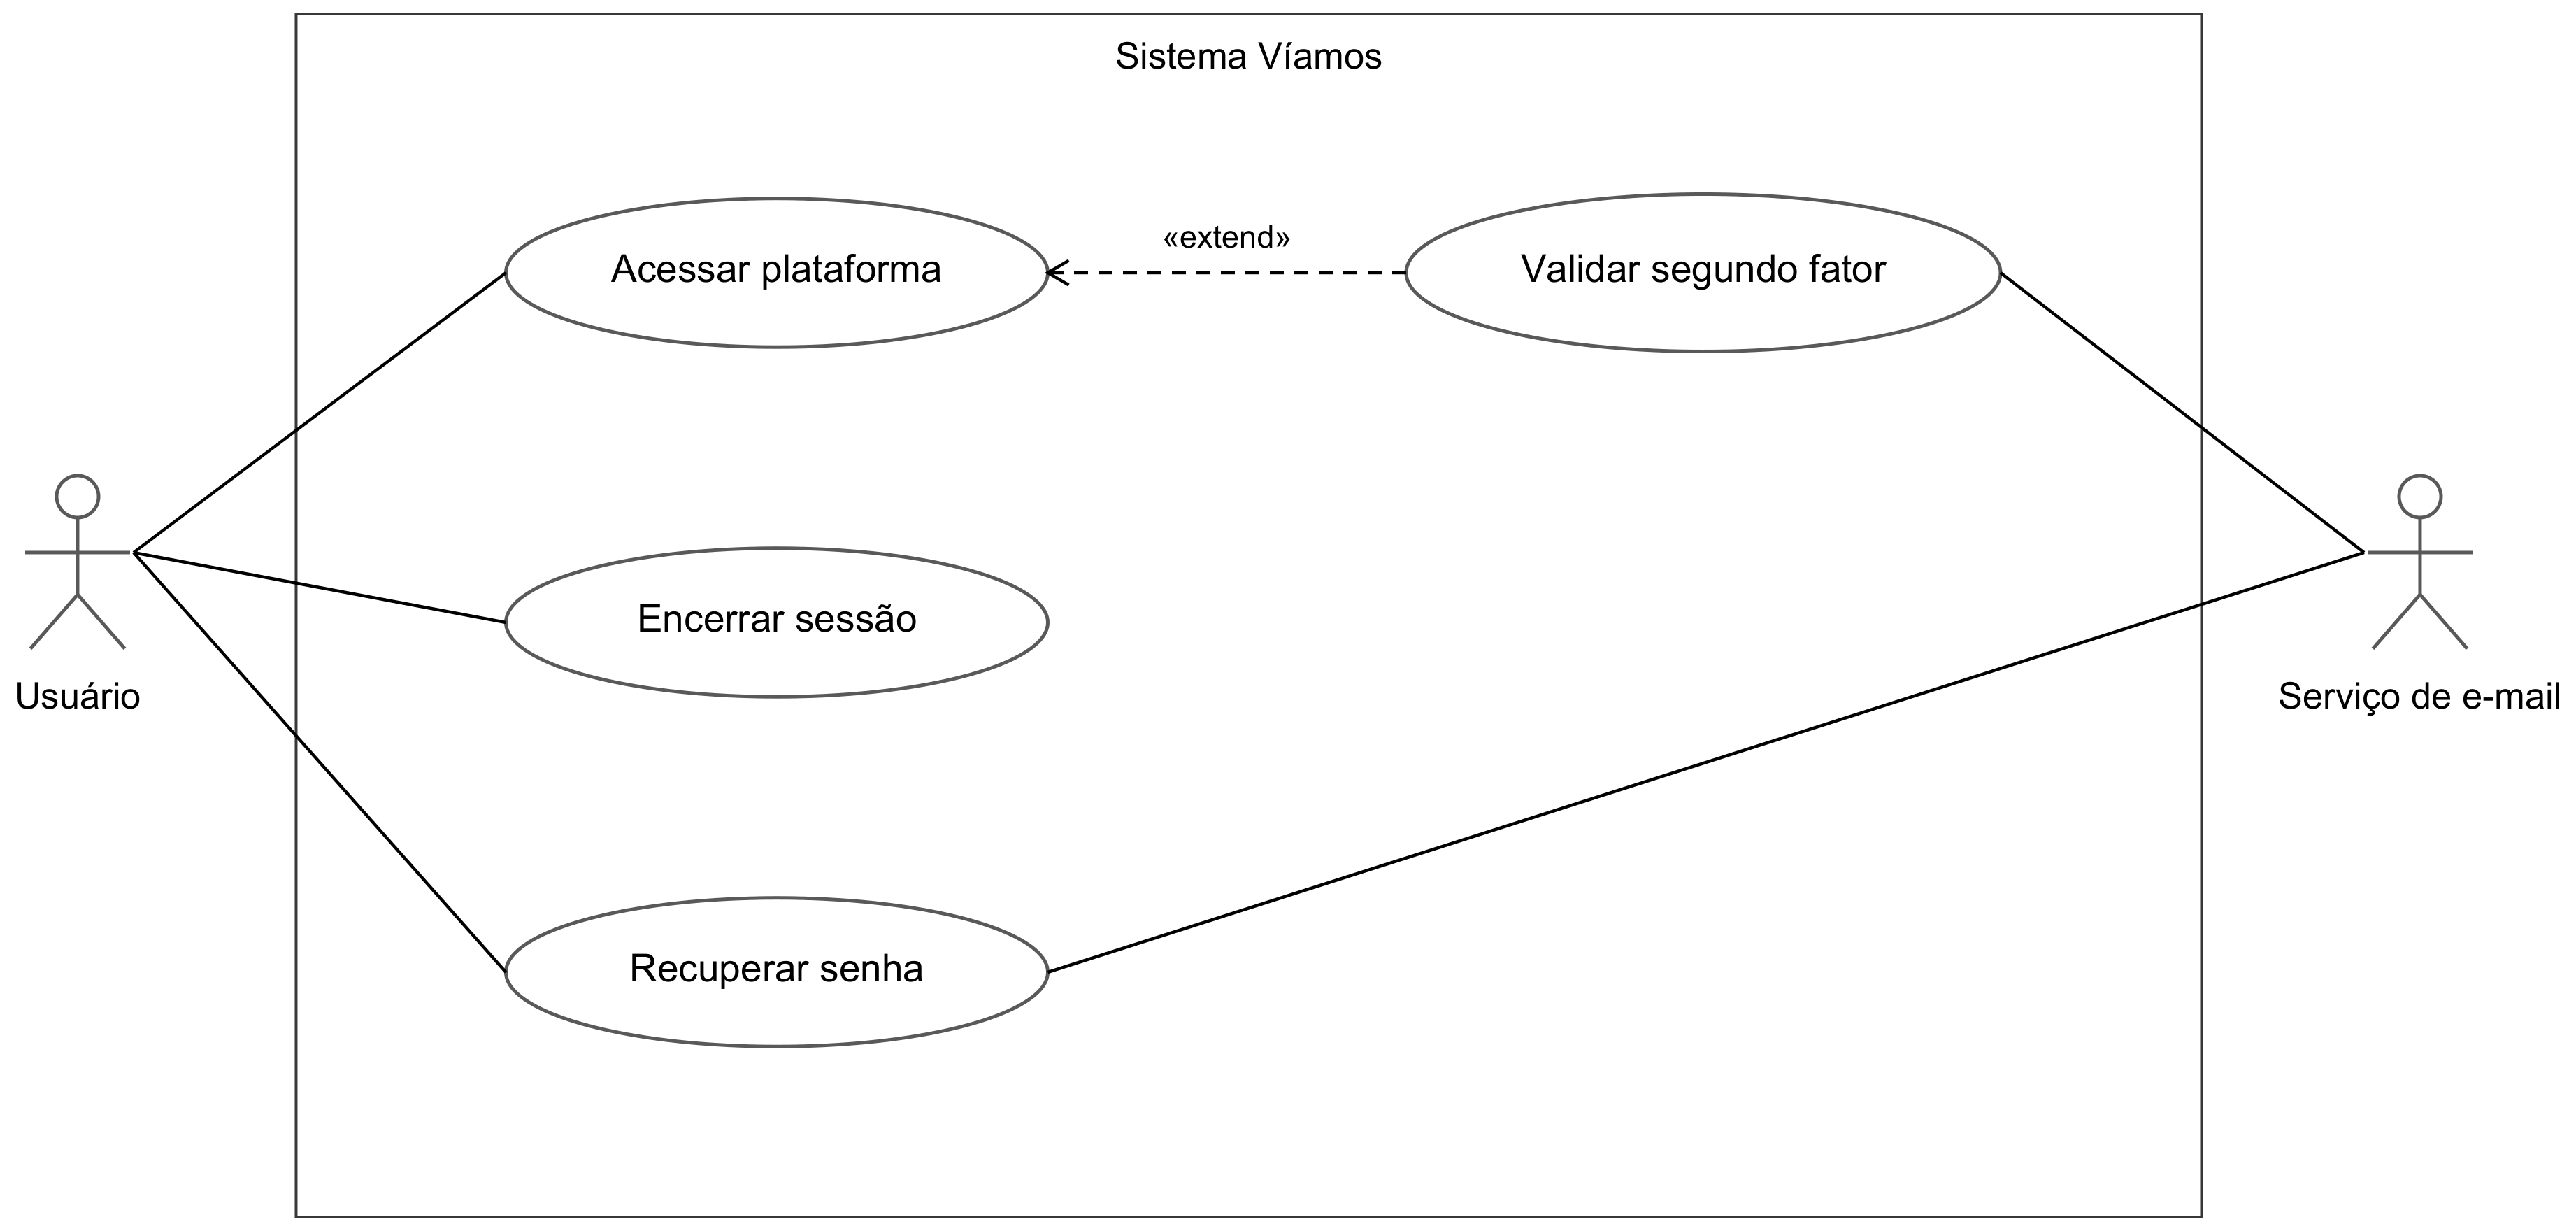 Sistema Víamos
Acessar plataforma
«extend»
Validar segundo fator
Usuário
Encerrar sessão
Serviço de e-mail
Recuperar senha